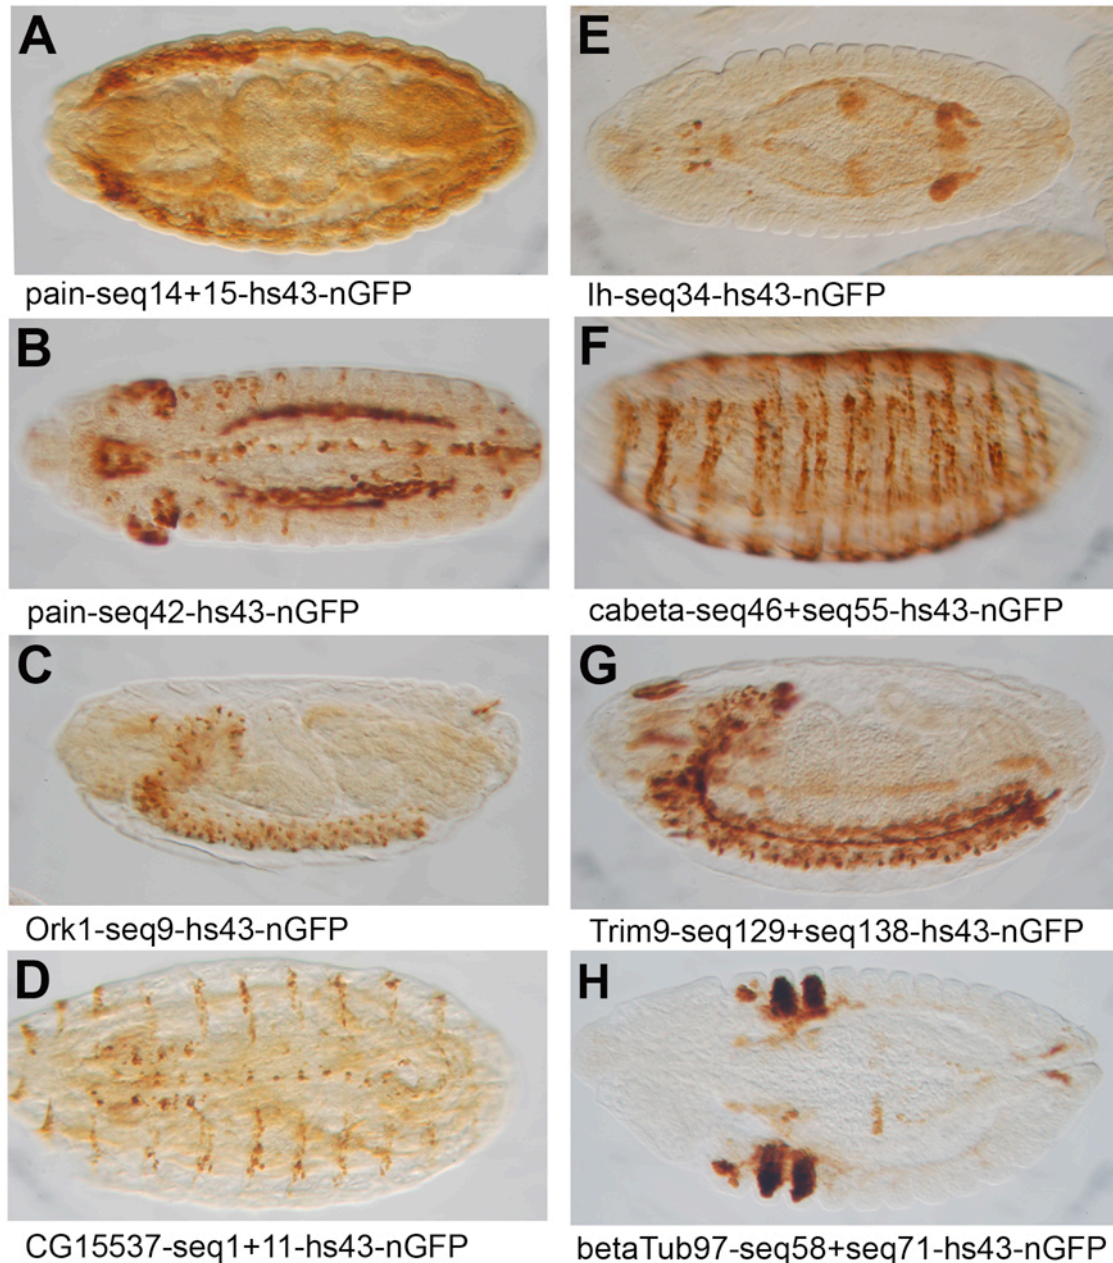 A
pain-seq14+15-hs43-nGFP
B
pain-seq42-hs43-nGFP
C
Ork1-seq9-hs43-nGFP
D
CG15537-seq1+11-hs43-nGFP
E
Ih-seq34-hs43-nGFP
F
cabeta-seq46+seq55-hs43-nGFP
G
Trim9-seq129+seq138-hs43-nGFP
H
betaTub97-seq58+seq71-hs43-nGFP